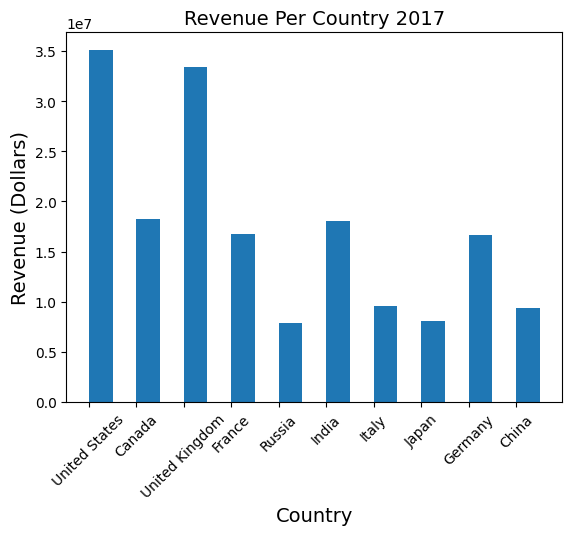 Revenue Per Country 2017
1e7
3.5
3.0
2.5
2.0
1.5
1.0
0.5
0.0
Revenue (Dollars)
United States
Canada
United Kingdom
France
Russia
India
Italy
Japan
Germany
China
Country